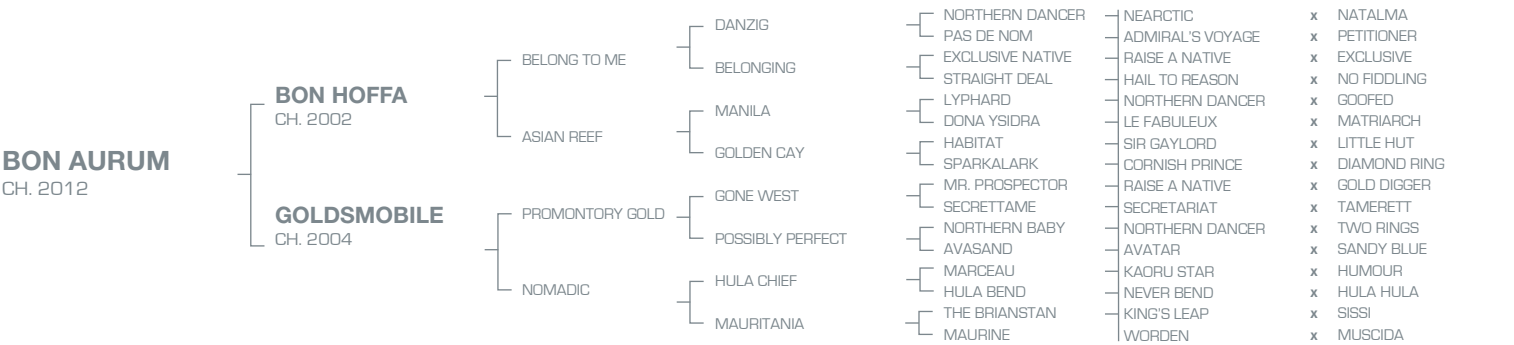 BON AURUM
CH. 2012
BON HOFFA
CH. 2002
GOLDSMOBILE
CH. 2004
BELONG TO ME
ASIAN REEF
PROMONTORY GOLD
NOMADIC
DANZIG
BELONGING
MANILA
GOLDEN CAY
GONE WEST
POSSIBLY PERFECT
HULA CHIEF
MAURITANIA
NORTHERN DANCER
PAS DE NOM
EXCLUSIVE NATIVE
STRAIGHT DEAL
LYPHARD
DONA YSIDRA
HABITAT
SPARKALARK
MR. PROSPECTOR
SECRETTAME
NORTHERN BABY
AVASAND
MARCEAU
HULA BEND
THE BRIANSTAN
MAURINE
NEARCTIC x NATALMA
ADMIRAL'S VOYAGE x PETITIONER
RAISE A NATIVE x EXCLUSIVE
HAIL TO REASON x NO FIDDLING
NORTHERN DANCER x GOOFED
LE FABULEUX x MATRIARCH
SIR GAYLORD x LITTLE HUT
CORNISH PRINCE x DIAMOND RING
RAISE A NATIVE x GOLD DIGGER
SECRETARIAT x TAMERETT
NORTHERN DANCER x TWO RINGS
AVATAR x SANDY BLUE
KAORU STAR x HUMOUR
NEVER BEND x HULA HULA
KING'S LEAP x SISSI
WORDEN x MUSCIDA